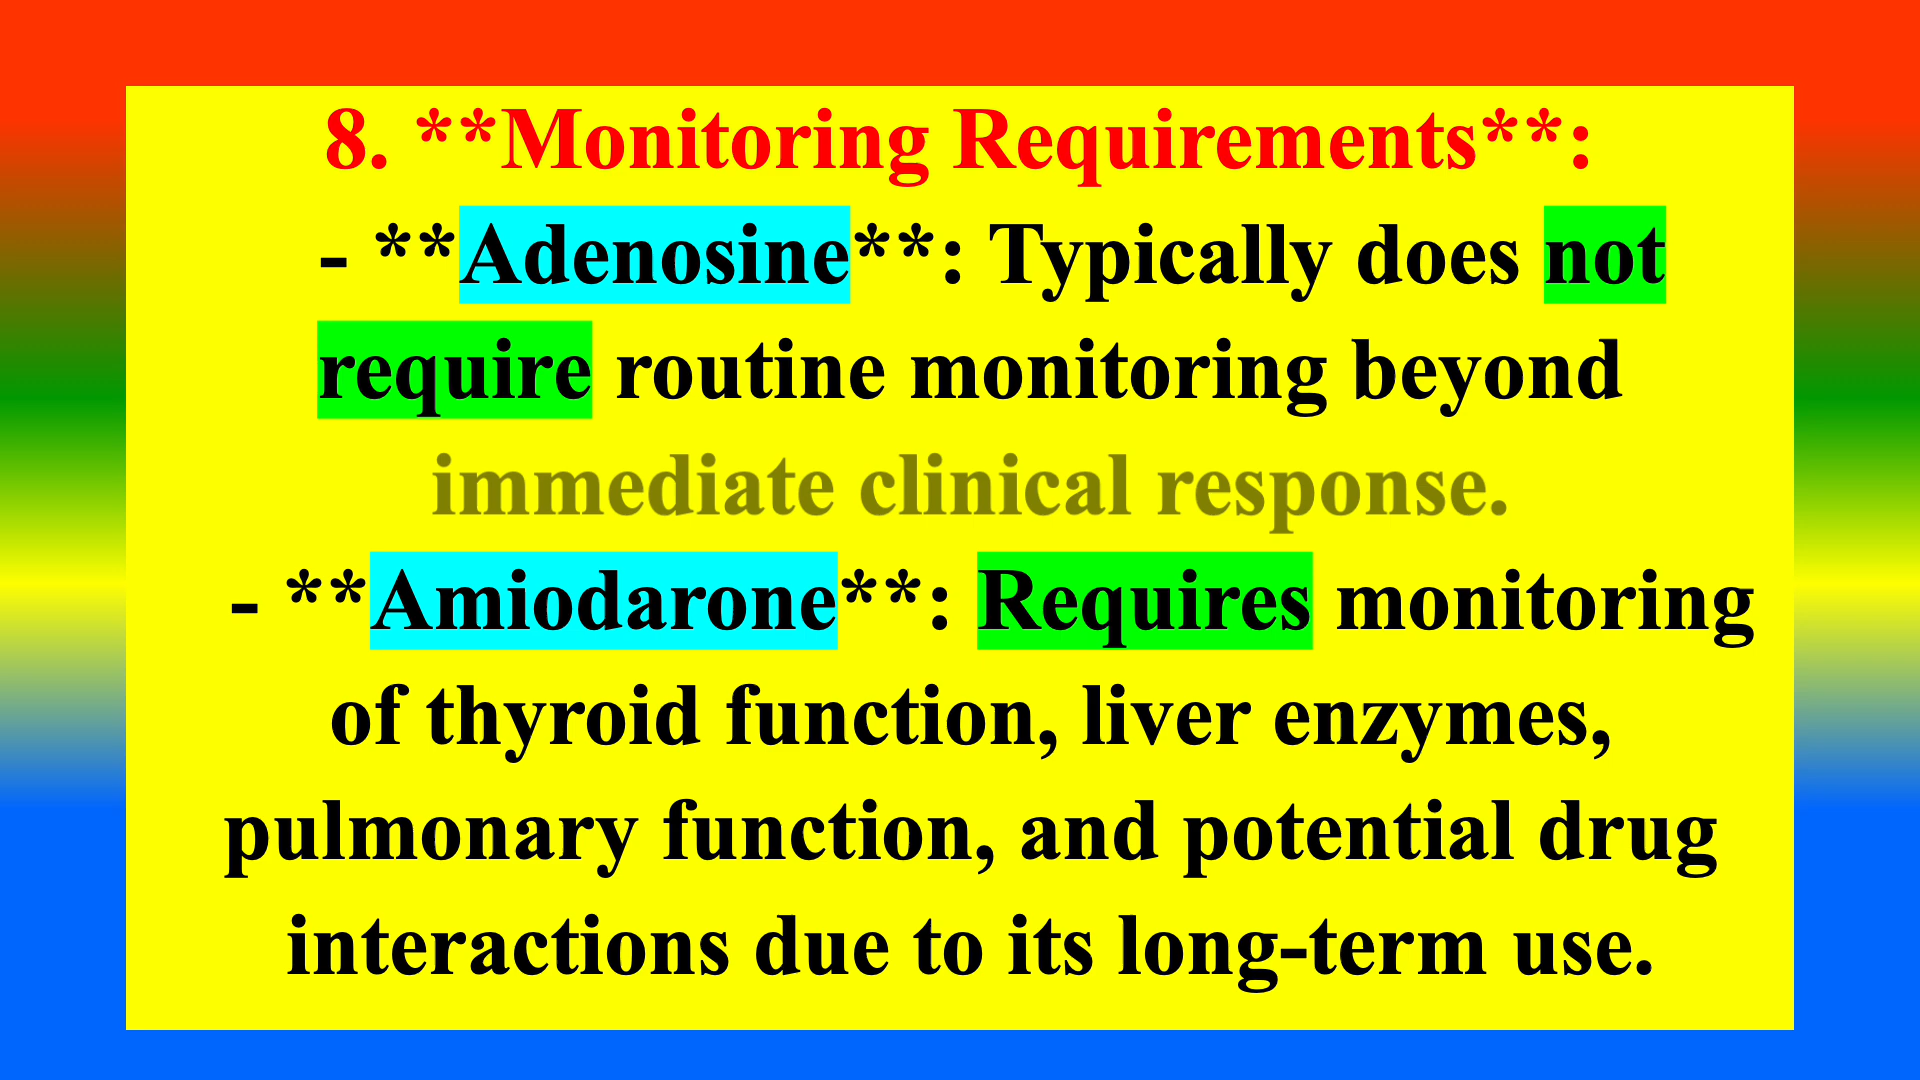 8. **Monitoring Requirements**:
- **Adenosine**: Typically does not
require routine monitoring beyond
immediate clinical response.
- **Amiodarone**: Requires monitoring
of thyroid function, liver enzymes,
pulmonary function, and potential drug
interactions due to its long-term use.